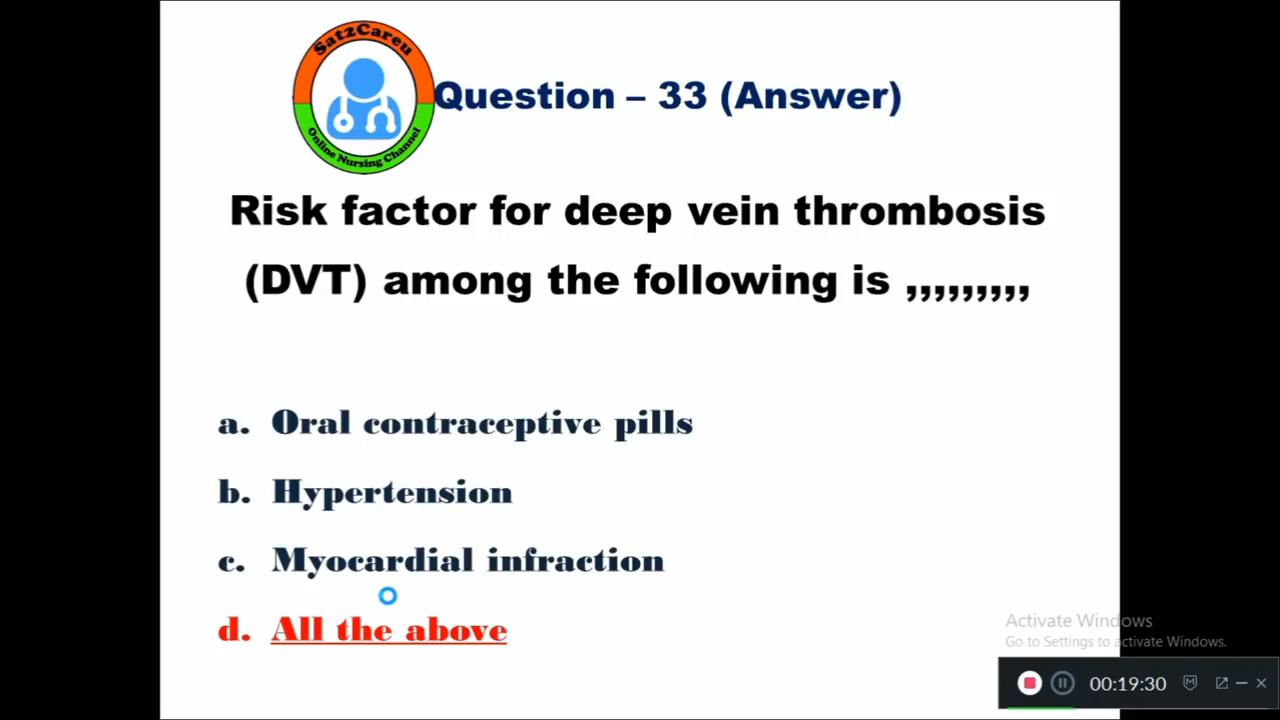 Sat2Careu
Online Nursing Channel
Question – 33 (Answer)
Risk factor for deep vein thrombosis
(DVT) among the following is ,,,,,,,,,
a. Oral contraceptive pills
b. Hypertension
c. Myocardial infraction
d. All the above
Activate Windows
Go to Settings to activate Windows.
00:19:30